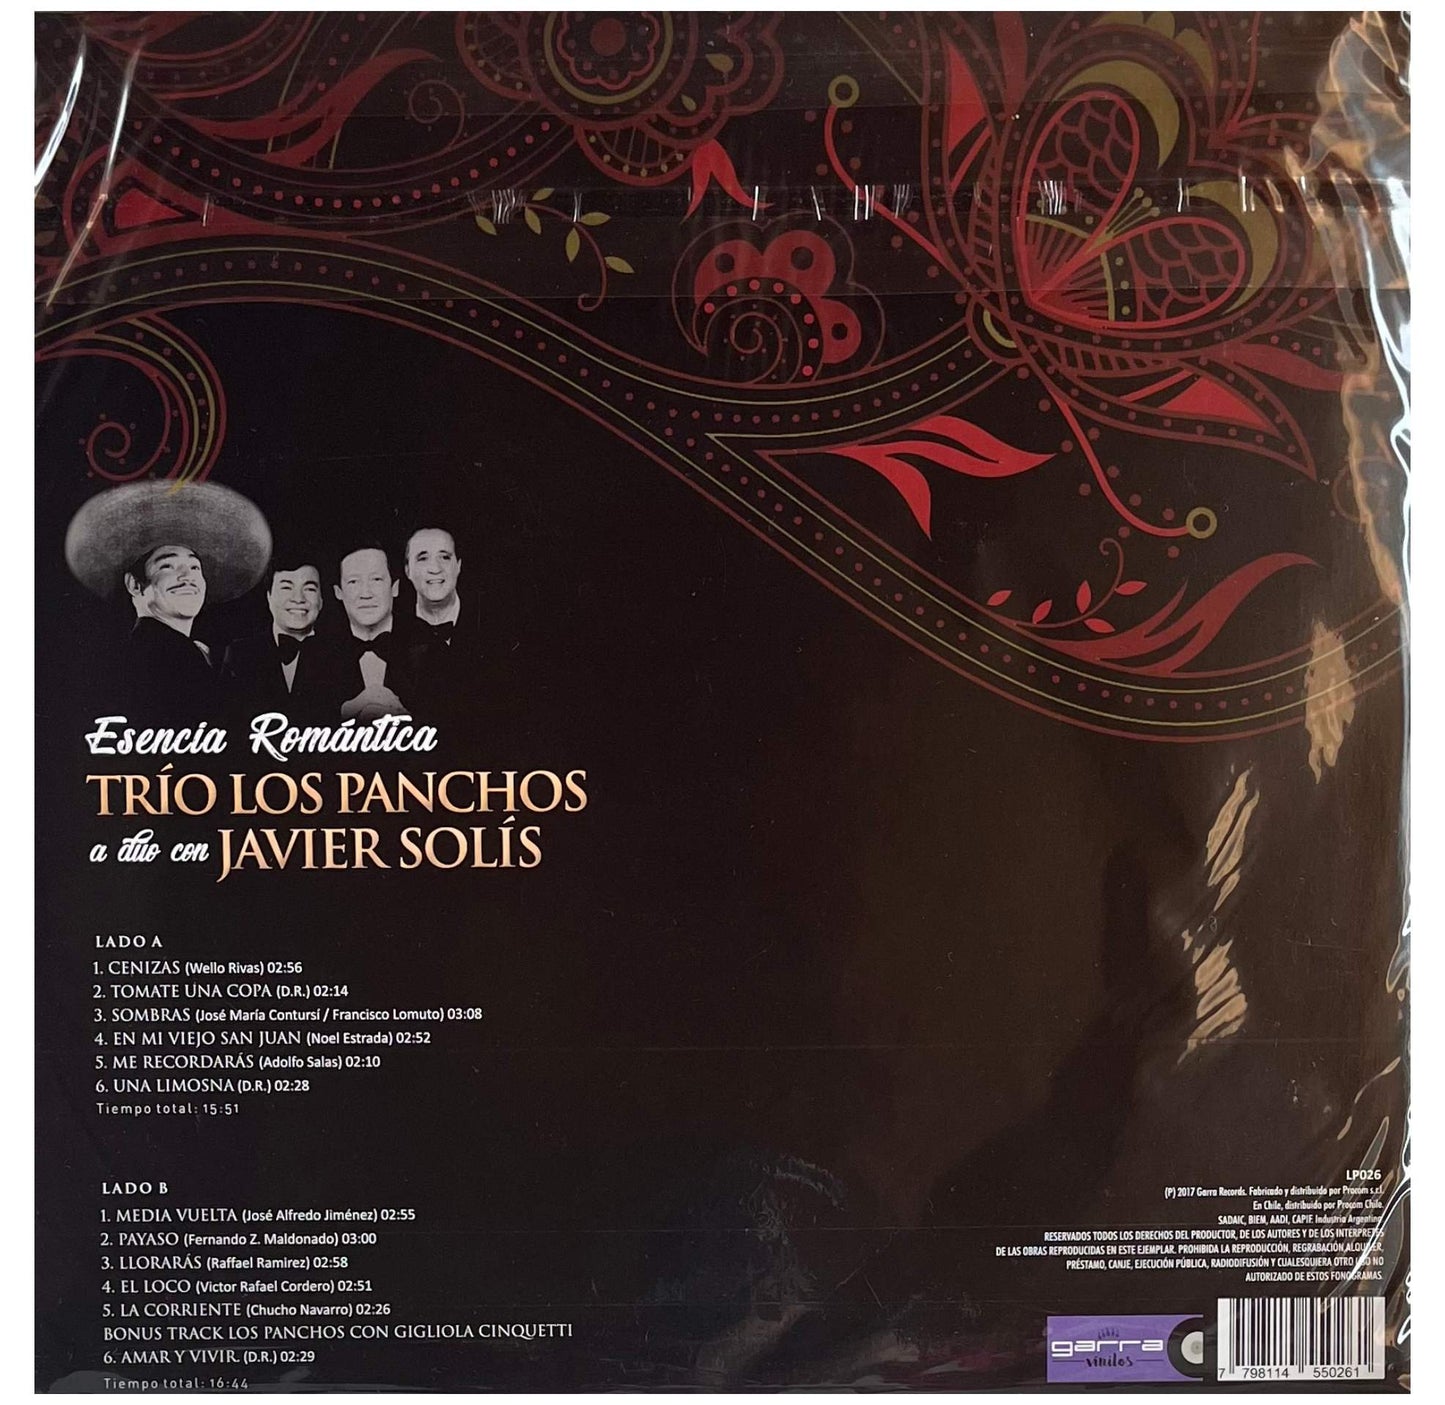 Esencia Romántica
TRÍO LOS PANCHOS
a duo con JAVIER SOLÍS
LADO A
1. CENIZAS (Wello Rivas) 02:56
2. TOMATE UNA COPA (D.R.) 02:14
3. SOMBRAS (José María Contursí / Francisco Lomuto) 03:08
4. EN MI VIEJO SAN JUAN (Noel Estrada) 02:52
5. ME RECORDARÁS (Adolfo Salas) 02:10
6. UNA LIMOSNA (D.R.) 02:28
Tiempo total: 15:51
LADO B
1. MEDIA VUELTA (José Alfredo Jiménez) 02:55
2. PAYASO (Fernando Z. Maldonado) 03:00
3. LLORARÁS (Raffael Ramirez) 02:58
4. EL LOCO (Victor Rafael Cordero) 02:51
5. LA CORRIENTE (Chucho Navarro) 02:26
BONUS TRACK LOS PANCHOS CON GIGLIOLA CINQUETTI
6. AMAR Y VIVIR. (D.R.) 02:29
Tiempo total: 16:44
LP026
(P) 2017 Garra Records. Fabricado y distribuido por Procom s.r.l.
En Chile, distribuido por Procom Chile.
SADAIC, BIEM, AADI, CAPIF. Industria Argentina
RESERVADOS TODOS LOS DERECHOS DEL PRODUCTOR, DE LOS AUTORES Y DE LOS INTÉRPRETES
DE LAS OBRAS REPRODUCIDAS EN ESTE EJEMPLAR. PROHIBIDA LA REPRODUCCIÓN, REGRABACIÓN, ALQUILER,
PRÉSTAMO, CANJE, EJECUCIÓN PÚBLICA, RADIODIFUSIÓN Y CUALESQUIERA OTRO USO NO
AUTORIZADO DE ESTOS FONOGRAMAS
garra
vinilos
7 798114 550261